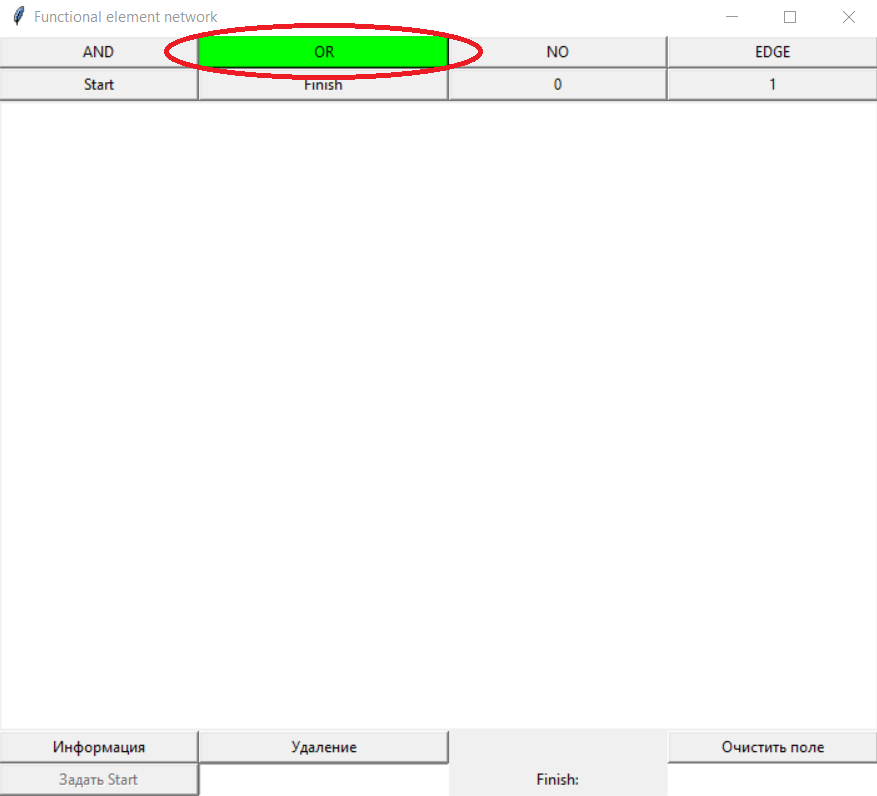 Functional element network
AND OR NO EDGE
Start Finish 0 1
Информация Удаление Очистить поле
Задать Start Finish: